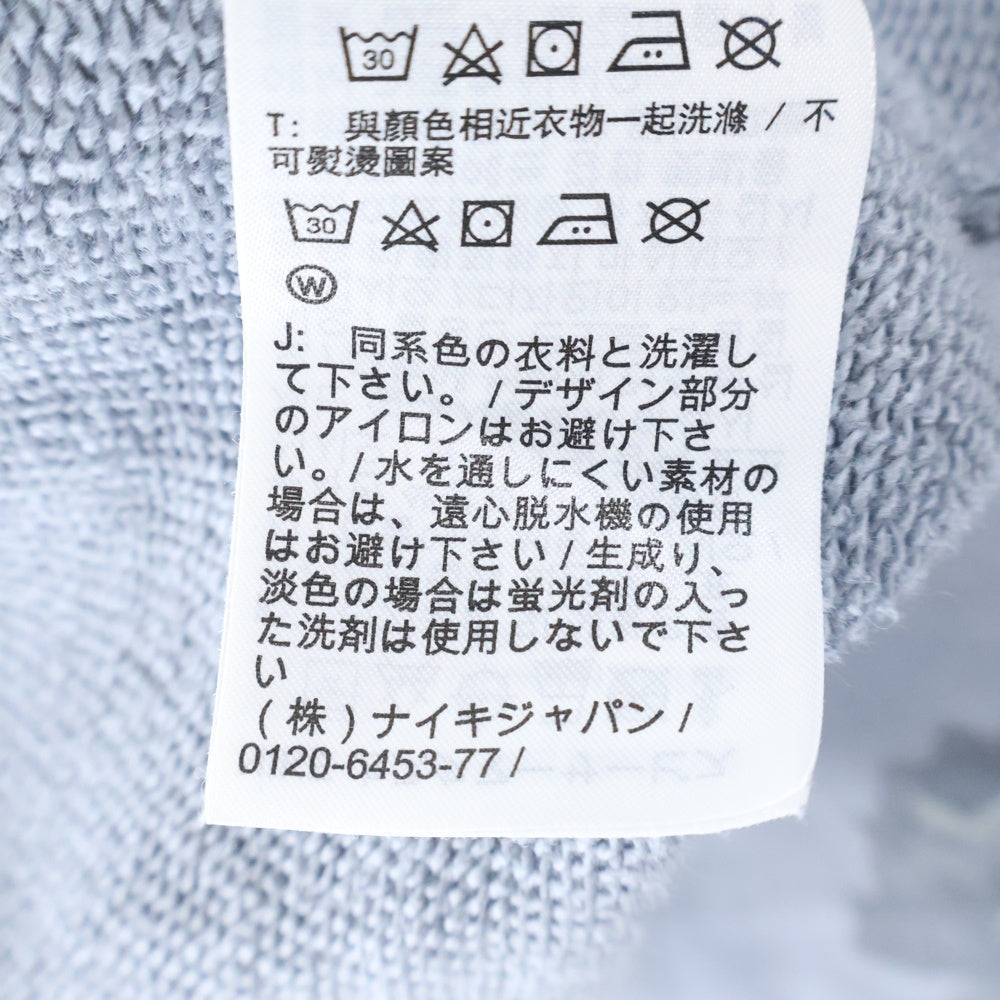 30
T: 與顏色相近衣物一起洗滌 / 不
可熨燙圖案
30
W
J: 同系色の衣料と洗濯し
て下さい。/デザイン部分
のアイロンはお避け下さ
い。/水を通しにくい素材の
場合は、遠心脱水機の使用
はお避け下さい/生成り、
淡色の場合は蛍光剤の入っ
た洗剤は使用しないで下さ
い
(株)ナイキジャパン/
0120-6453-77 /